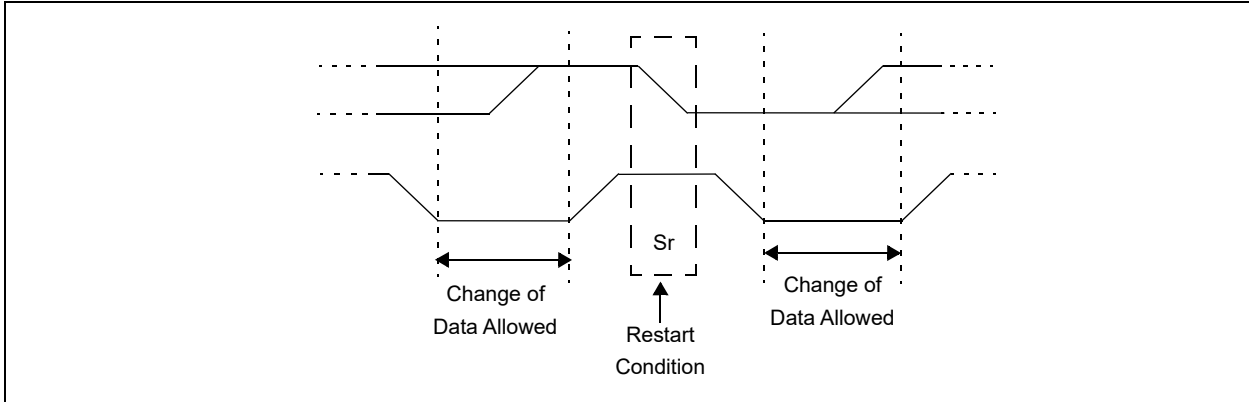 Sr
Change of
Data Allowed
Restart
Condition
Change of
Data Allowed